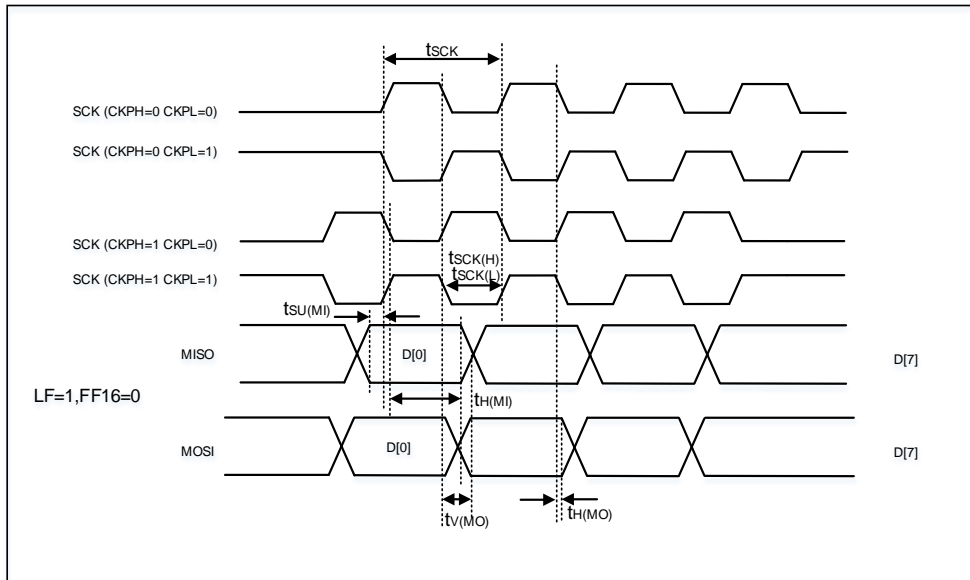 tSCK
SCK (CKPH=0 CKPL=0)
SCK (CKPH=0 CKPL=1)
SCK (CKPH=1 CKPL=0)
tSCK(H)
SCK (CKPH=1 CKPL=1)
tSCK(L)
tSU(MI)
MISO
D[0]
D[7]
LF=1,FF16=0
tH(MI)
MOSI
D[0]
D[7]
tV(MO)
tH(MO)